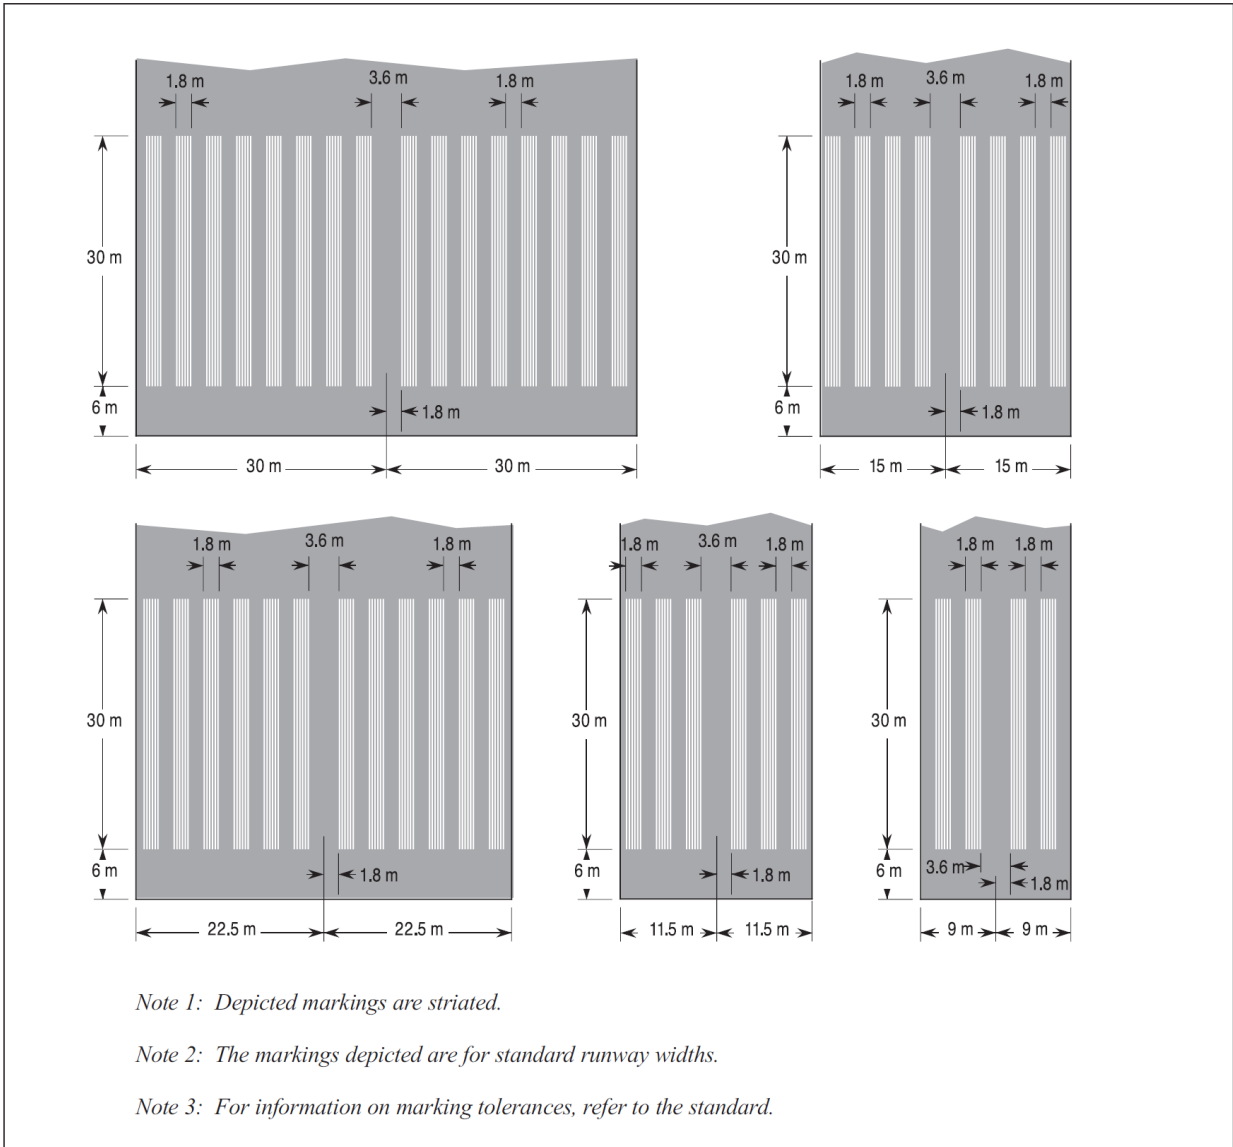 1.8 m 3.6 m 1.8 m
30 m
6 m
1.8 m
30 m 30 m
1.8 m 3.6 m 1.8 m
30 m
6 m
1.8 m
15 m 15 m
1.8 m 3.6 m 1.8 m
30 m
6 m
1.8 m
22.5 m 22.5 m
1.8 m 3.6 m 1.8 m
30 m
6 m
1.8 m
11.5 m 11.5 m
1.8 m 1.8 m
30 m
6 m
3.6 m
1.8 m
9 m 9 m
Note 1: Depicted markings are striated.
Note 2: The markings depicted are for standard runway widths.
Note 3: For information on marking tolerances, refer to the standard.